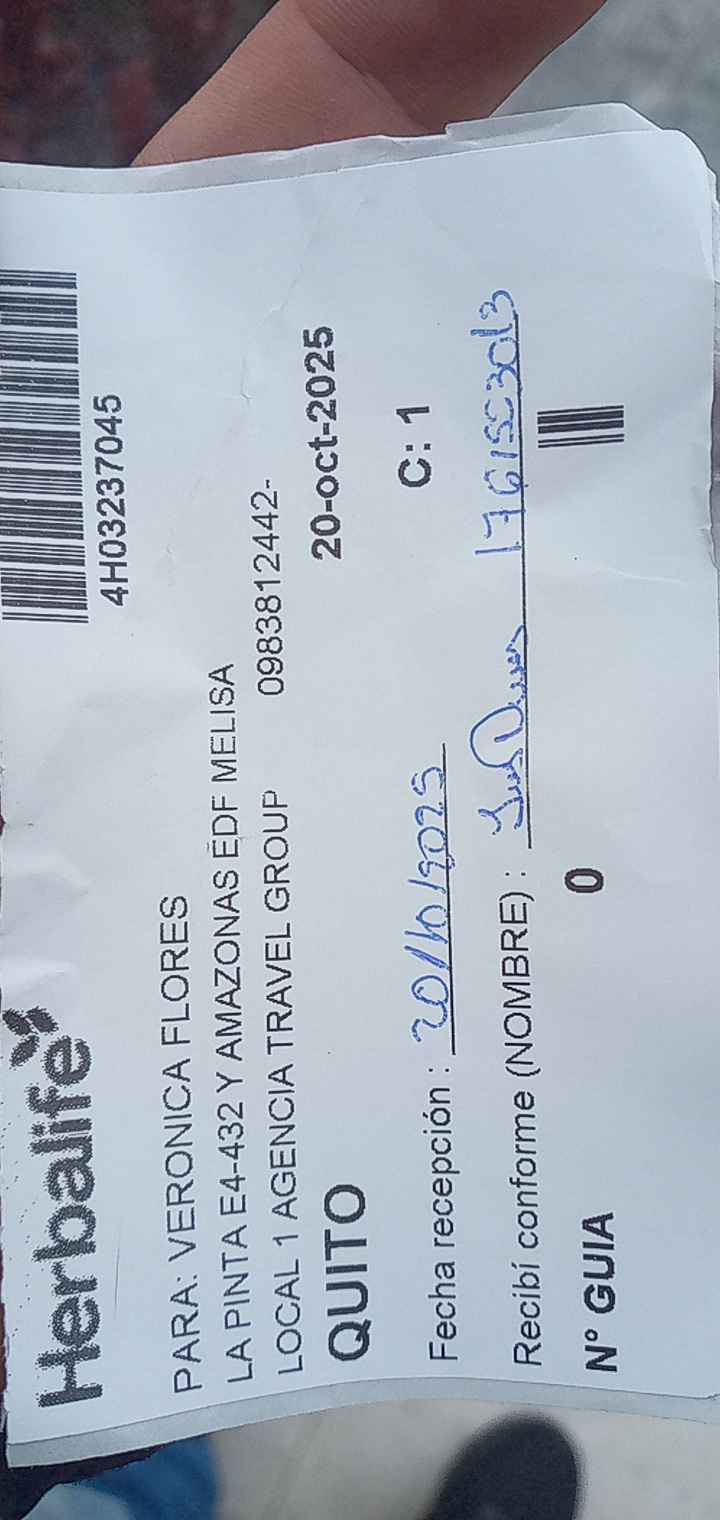 Herbalife
4H03237045
PARA: VERONICA FLORES
LA PINTA E4-432 Y AMAZONAS EDF MELISA
LOCAL 1 AGENCIA TRAVEL GROUP 0983812442-
QUITO 20-oct-2025
Fecha recepción : 20/10/2025 C: 1
Recibí conforme (NOMBRE) :
N° GUIA 0